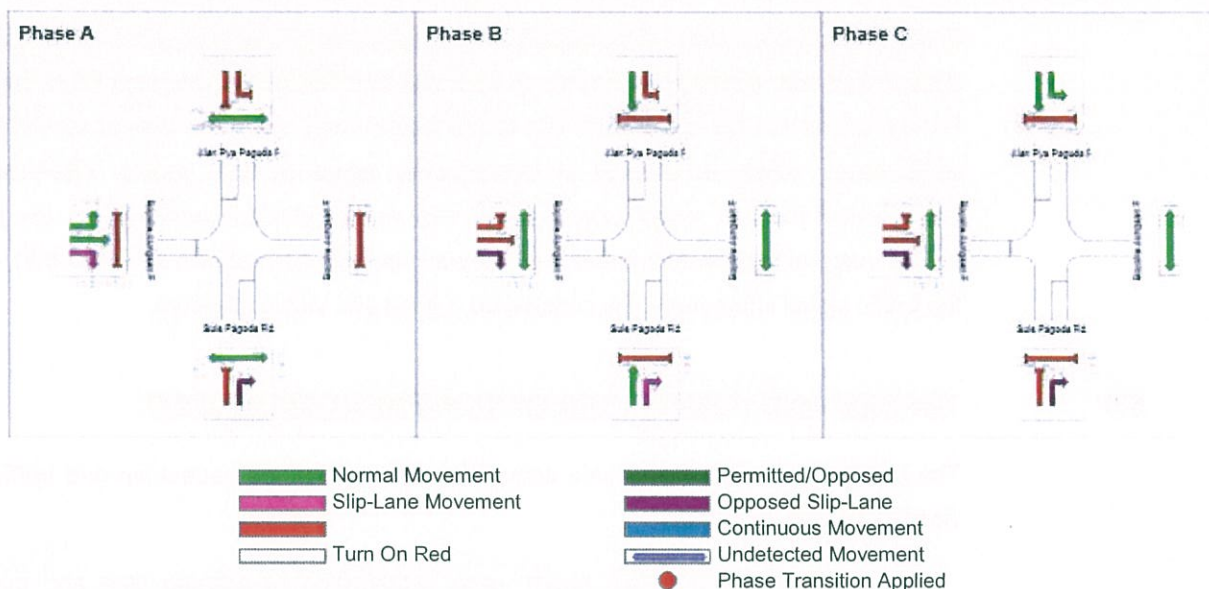 Phase A
Phase B
Phase C
Sule Pagoda Rd
Sule Pagoda Rd
Sule Pagoda Rd
Normal Movement
Permitted/Opposed
Slip-Lane Movement
Opposed Slip-Lane
Continuous Movement
Turn On Red
Undetected Movement
Phase Transition Applied